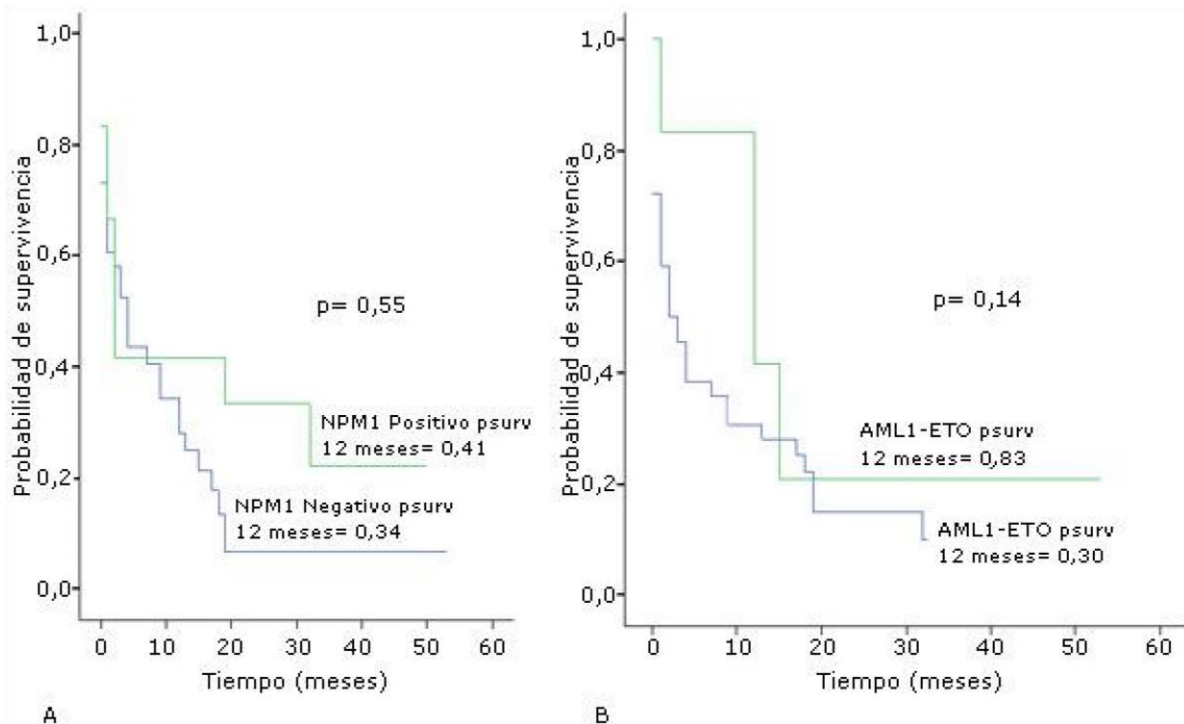 Probabilidad de supervivencia
1,0
0,8
0,6
0,4
0,2
0,0
p= 0,55
NPM1 Positivo psurv
12 meses= 0,41
NPM1 Negativo psurv
12 meses= 0,34
0 10 20 30 40 50 60
Tiempo (meses)
A
Probabilidad de supervivencia
1,0
0,8
0,6
0,4
0,2
0,0
p= 0,14
AML1-ETO psurv
12 meses= 0,83
AML1-ETO psurv
12 meses= 0,30
0 10 20 30 40 50 60
Tiempo (meses)
B